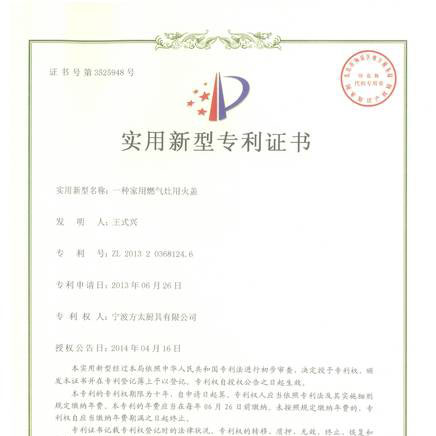 证书号第3525948号
实用新型专利证书
实用新型名称：一种家用燃气灶用火盖
发明人：王式兴
专利号：ZL 2013 2 0368124.6
专利申请日：2013年06月26日
专利权人：宁波方太厨具有限公司
授权公告日：2014年04月16日
本实用新型经过本局依照中华人民共和国专利法进行初步审查，决定授予专利权，颁
发本证书并在专利登记簿上予以登记。专利权自授权公告之日起生效。
本专利的专利权期限为十年，自申请日起算。专利权人应当依照专利法及其实施细则
规定缴纳年费。本专利的年费应当在每年06月26日前缴纳。未按照规定缴纳年费的，专
利权自应当缴纳年费期满之日起终止。
专利证书记载专利权登记时的法律状况。专利权的转移、质押、无效、终止、恢复和